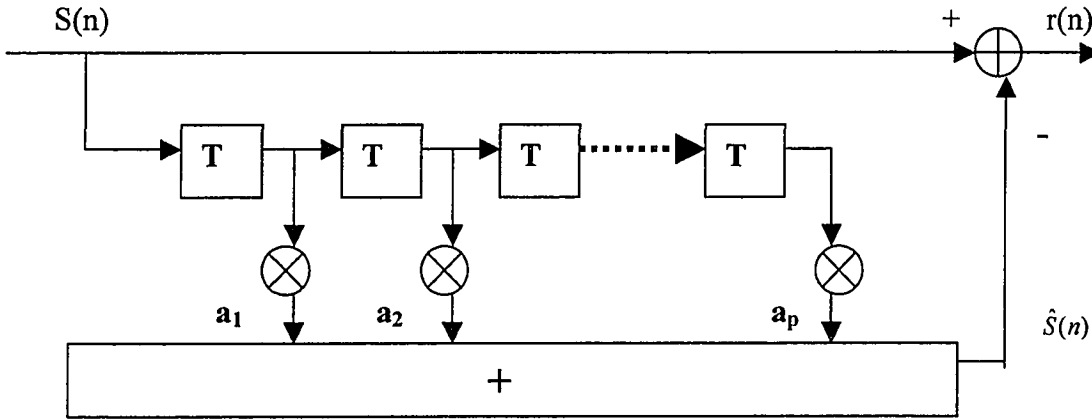 S(n) + r(n)
T T T T -
a₁ a₂ aₚ Ŝ(n)
+